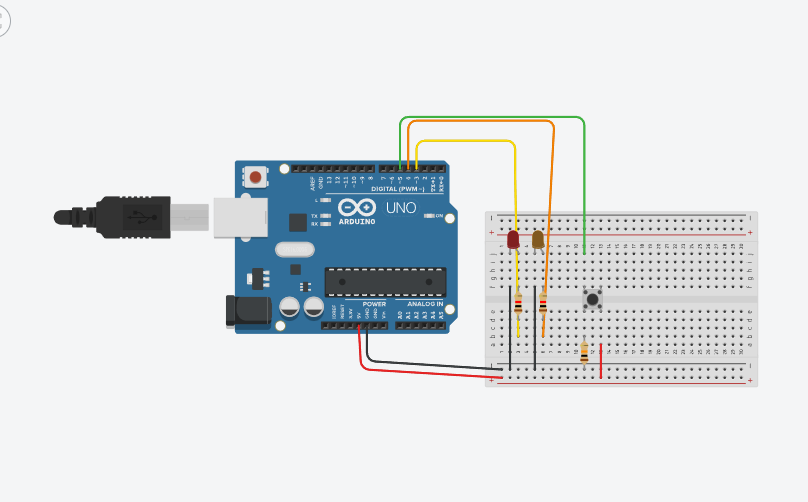 AREF
GND
13
12
~11
~10
~9
8
7
~6
~5
4
~3
2
TX→1
RX←0
DIGITAL (PWM~)
L
TX
RX
UNO
ARDUINO
ON
POWER
ANALOG IN
IOREF
RESET
3.3V
5V
GND
GND
Vin
A0
A1
A2
A3
A4
A5
j
i
h
g
f
e
d
c
b
a